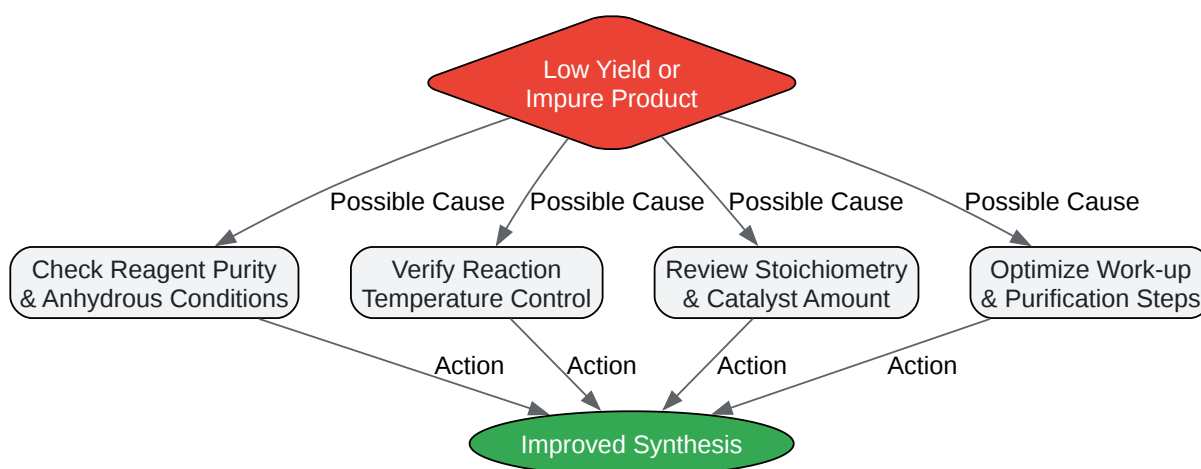 Low Yield or
Impure Product
Possible Cause
Possible Cause
Possible Cause
Possible Cause
Check Reagent Purity
& Anhydrous Conditions
Verify Reaction
Temperature Control
Review Stoichiometry
& Catalyst Amount
Optimize Work-up
& Purification Steps
Action
Action
Action
Action
Improved Synthesis